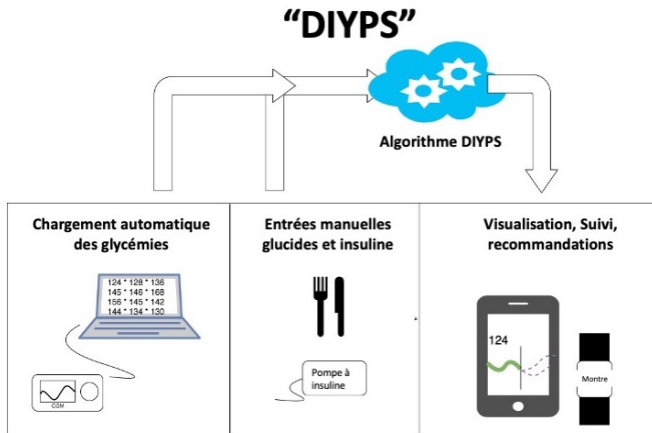 “DIYPS”
Algorithme DIYPS
Chargement automatique
des glycémies
124 * 128 * 136
145 * 146 * 168
156 * 145 * 142
144 * 134 * 130
CGM
Entrées manuelles
glucides et insuline
Pompe à
insuline
Visualisation, Suivi,
recommandations
124
Montre